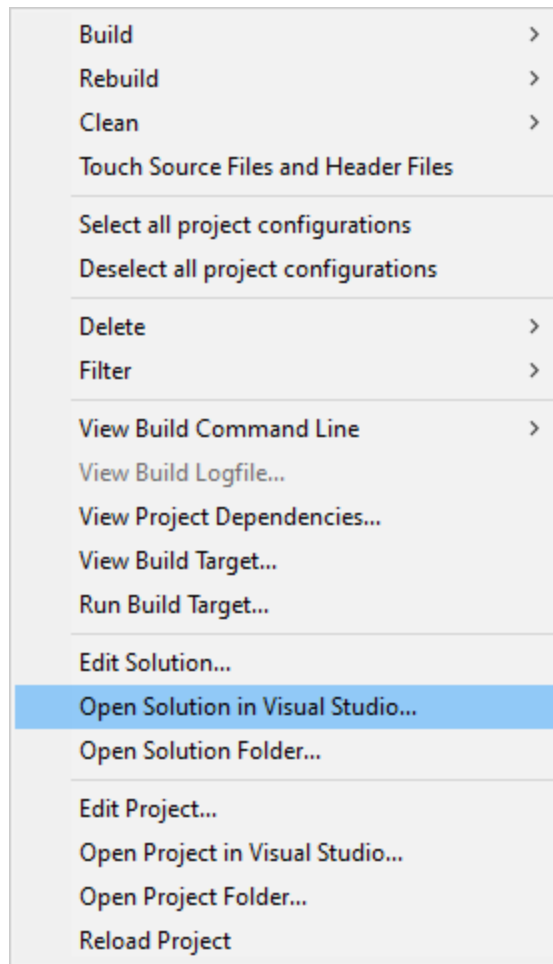 Build
Rebuild
Clean
Touch Source Files and Header Files
Select all project configurations
Deselect all project configurations
Delete
Filter
View Build Command Line
View Build Logfile...
View Project Dependencies...
View Build Target...
Run Build Target...
Edit Solution...
Open Solution in Visual Studio...
Open Solution Folder...
Edit Project...
Open Project in Visual Studio...
Open Project Folder...
Reload Project